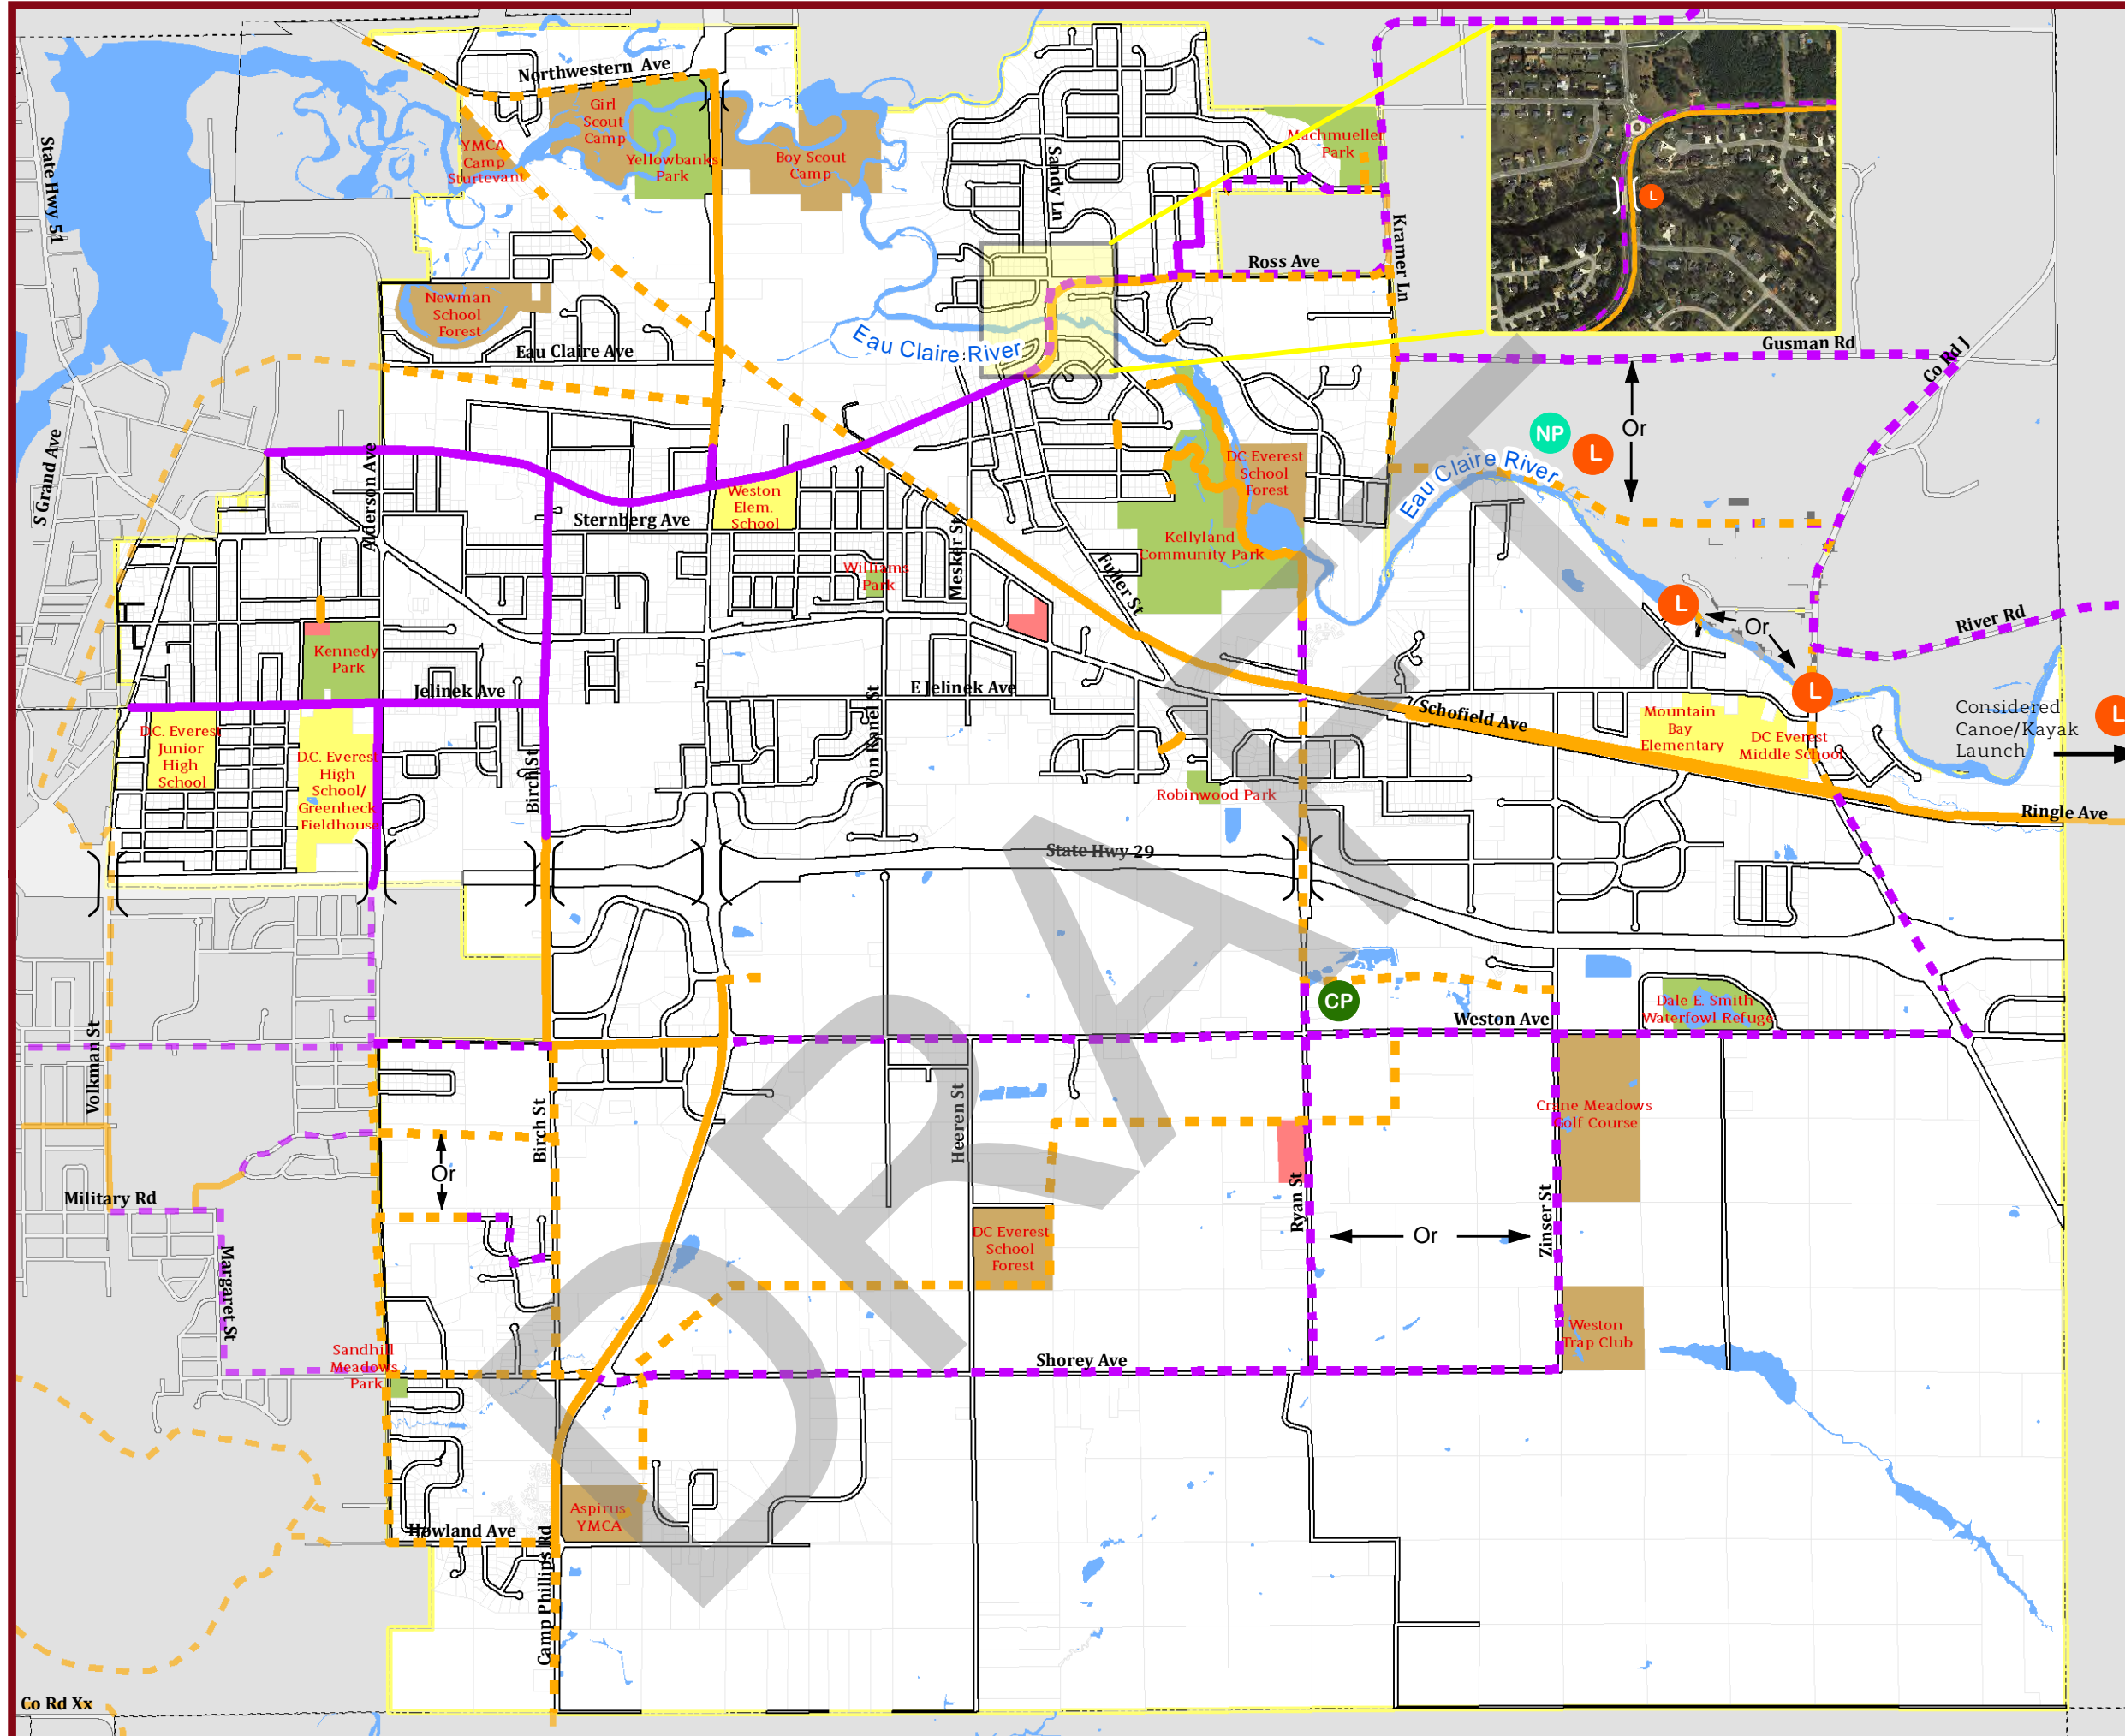 Northwestern Ave
Girl
Scout
Camp
YMCA
Camp
Sturtevant
Yellowbanks
Park
Boy Scout
Camp
Sandy Ln
Machmueller
Park
State Hwy 51
Kramer Ln
L
Ross Ave
Newman
School
Forest
Eau Claire River
Eau Claire Ave
Gusman Rd
Co Rd J
Or
NP
L
S Grand Ave
Alderson Ave
DC Everest
School
Forest
Eau Claire River
Weston
Elem.
School
Sternberg Ave
Mesker St
Kellyland
Community Park
Williams
Park
Fuller St
L
Or
River Rd
Kennedy
Park
Jelinek Ave
E Jelinek Ave
Von Kanel St
Schofield Ave
L
Considered
Canoe/Kayak
Launch
L
Mountain
Bay
Elementary
DC Everest
Middle School
D.C. Everest
Junior
High
School
D.C. Everest
High
School/
Greenheck
Fieldhouse
Birch St
Robinwood Park
Ringle Ave
State Hwy 29
CP
Dale E. Smith
Waterfowl Refuge
Weston Ave
Volkman St
Birch St
Heeren St
Crane Meadows
Golf Course
Or
Military Rd
Margaret St
DC Everest
School
Forest
Ryan St
Or
Zinser St
Weston
Trap Club
Sandhill
Meadows
Park
Shorey Ave
Aspirus
YMCA
Howland Ave
Camp Phillips Rd
Co Rd Xx
DRAFT